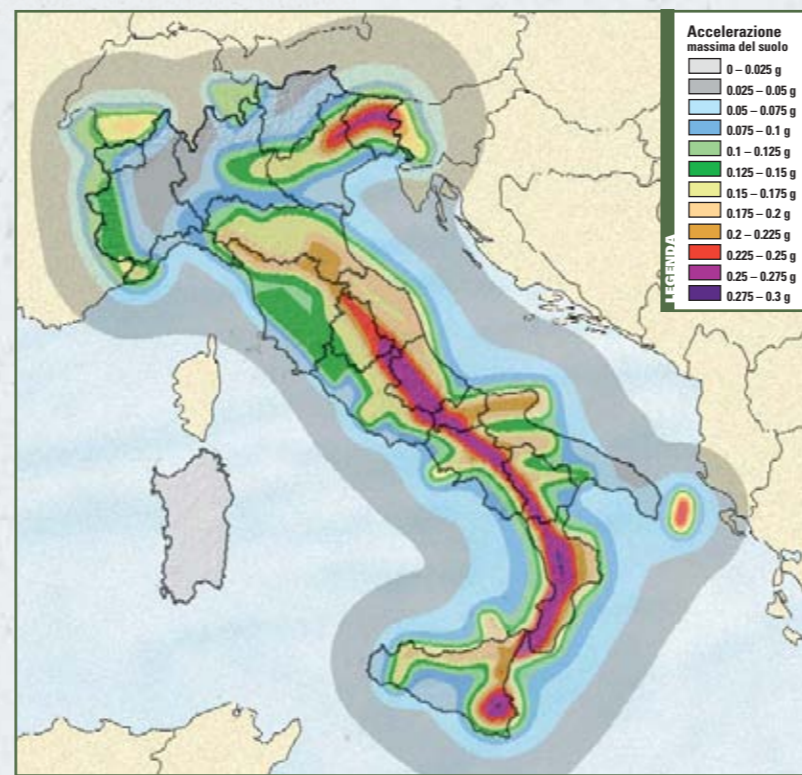 Accelerazione
massima del suolo
0 – 0.025 g
0.025 – 0.05 g
0.05 – 0.075 g
0.075 – 0.1 g
0.1 – 0.125 g
0.125 – 0.15 g
0.15 – 0.175 g
0.175 – 0.2 g
0.2 – 0.225 g
0.225 – 0.25 g
0.25 – 0.275 g
0.275 – 0.3 g
LEGENDA